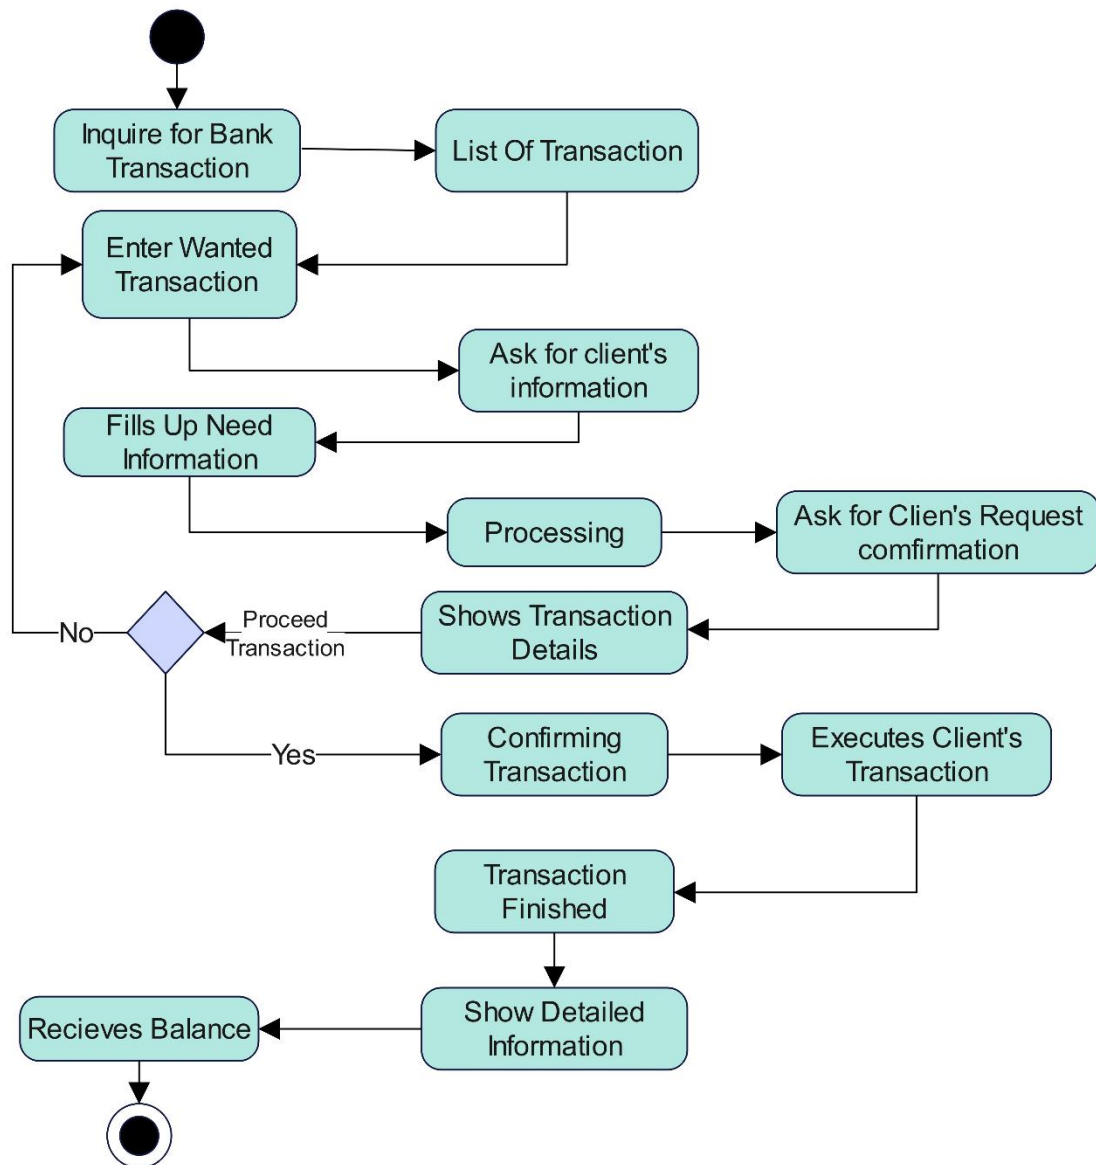 Inquire for Bank
Transaction
List Of Transaction
Enter Wanted
Transaction
Ask for client's
information
Fills Up Need
Information
Processing
Ask for Clien's Request
comfirmation
Shows Transaction
Details
Proceed
Transaction
No
Yes
Confirming
Transaction
Executes Client's
Transaction
Transaction
Finished
Show Detailed
Information
Recieves Balance